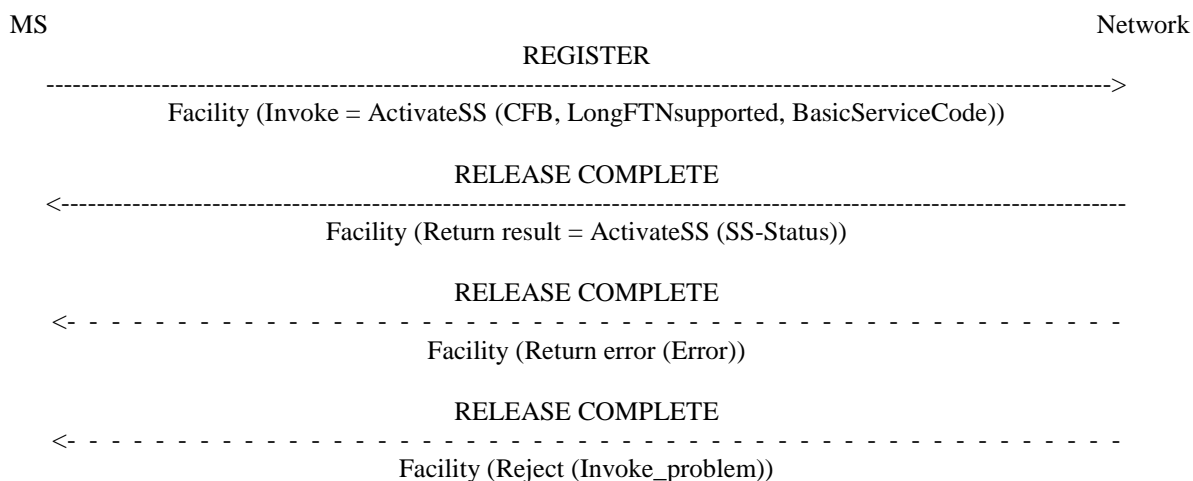 MS Network
REGISTER
------------------------------------------------------------------------------------------------------------------------>
Facility (Invoke = ActivateSS (CFB, LongFTNsupported, BasicServiceCode))
RELEASE COMPLETE
<------------------------------------------------------------------------------------------------------------------------
Facility (Return result = ActivateSS (SS-Status))
RELEASE COMPLETE
<- - - - - - - - - - - - - - - - - - - - - - - - - - - - - - - - - - - - - - - - - - - - - - - -
Facility (Return error (Error))
RELEASE COMPLETE
<- - - - - - - - - - - - - - - - - - - - - - - - - - - - - - - - - - - - - - - - - - - - - - - -
Facility (Reject (Invoke_problem))